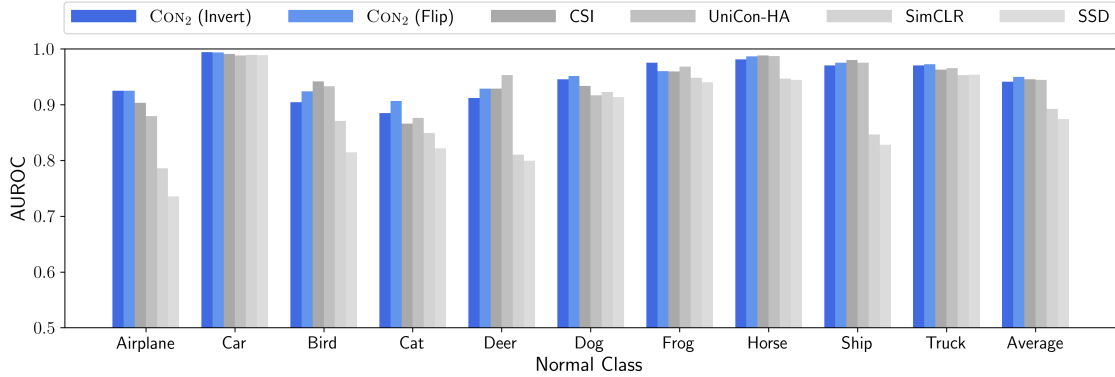 CON₂ (Invert) CON₂ (Flip) CSI UniCon-HA SimCLR SSD
1.0
0.9
0.8
0.7
0.6
0.5
AUROC
Airplane Car Bird Cat Deer Dog Frog Horse Ship Truck Average
Normal Class